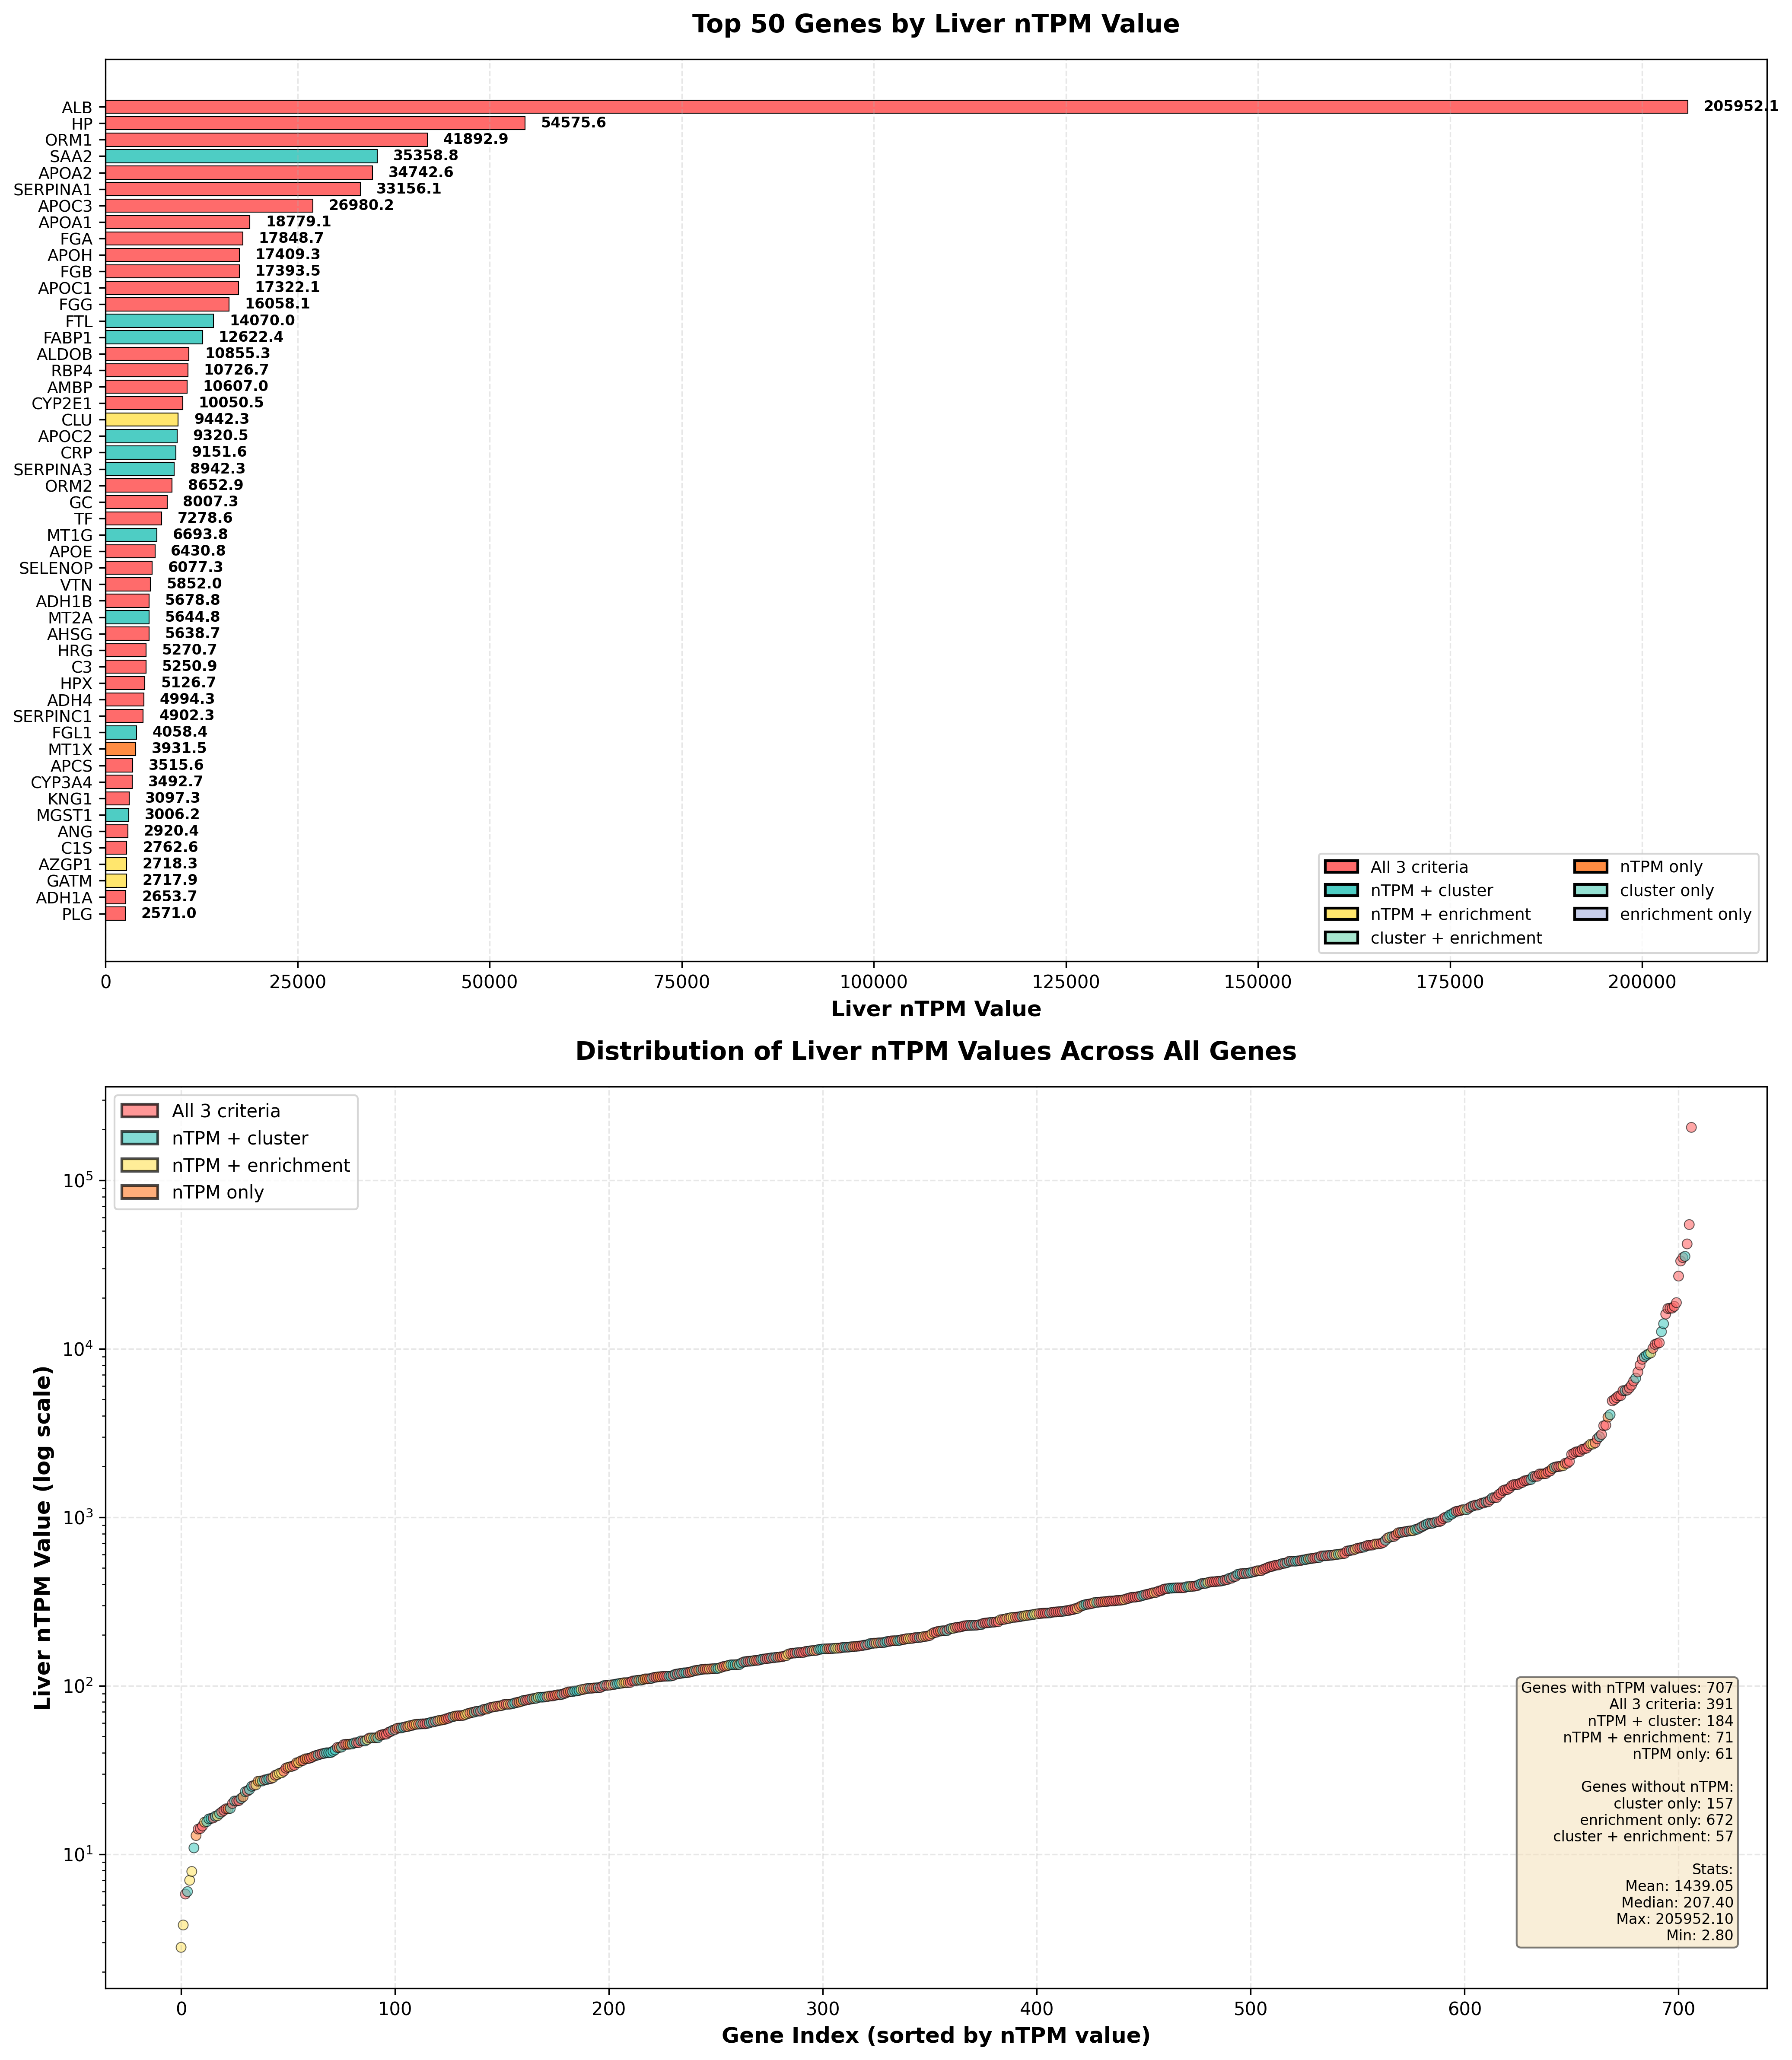 Top 50 Genes by Liver nTPM Value
ALB 205952.1
HP 54575.6
ORM1 41892.9
SAA2 35358.8
APOA2 34742.6
SERPINA1 33156.1
APOC3 26980.2
APOA1 18779.1
FGA 17848.7
APOH 17409.3
FGB 17393.5
APOC1 17322.1
FGG 16058.1
FTL 14070.0
FABP1 12622.4
ALDOB 10855.3
RBP4 10726.7
AMBP 10607.0
CYP2E1 10050.5
CLU 9442.3
APOC2 9320.5
CRP 9151.6
SERPINA3 8942.3
ORM2 8652.9
GC 8007.3
TF 7278.6
MT1G 6693.8
APOE 6430.8
SELENOP 6077.3
VTN 5852.0
ADH1B 5678.8
MT2A 5644.8
AHSG 5638.7
HRG 5270.7
C3 5250.9
HPX 5126.7
ADH4 4994.3
SERPINC1 4902.3
FGL1 4058.4
MT1X 3931.5
APCS 3515.6
CYP3A4 3492.7
KNG1 3097.3
MGST1 3006.2
ANG 2920.4
C1S 2762.6
AZGP1 2718.3
GATM 2717.9
ADH1A 2653.7
PLG 2571.0
All 3 criteria
nTPM + cluster
nTPM + enrichment
cluster + enrichment
nTPM only
cluster only
enrichment only
0 25000 50000 75000 100000 125000 150000 175000 200000
Liver nTPM Value
Distribution of Liver nTPM Values Across All Genes
All 3 criteria
nTPM + cluster
nTPM + enrichment
nTPM only
Liver nTPM Value (log scale)
10⁵
10⁴
10³
10²
10¹
Genes with nTPM values: 707
All 3 criteria: 391
nTPM + cluster: 184
nTPM + enrichment: 71
nTPM only: 61
Genes without nTPM:
cluster only: 157
enrichment only: 672
cluster + enrichment: 57
Stats:
Mean: 1439.05
Median: 207.40
Max: 205952.10
Min: 2.80
0 100 200 300 400 500 600 700
Gene Index (sorted by nTPM value)